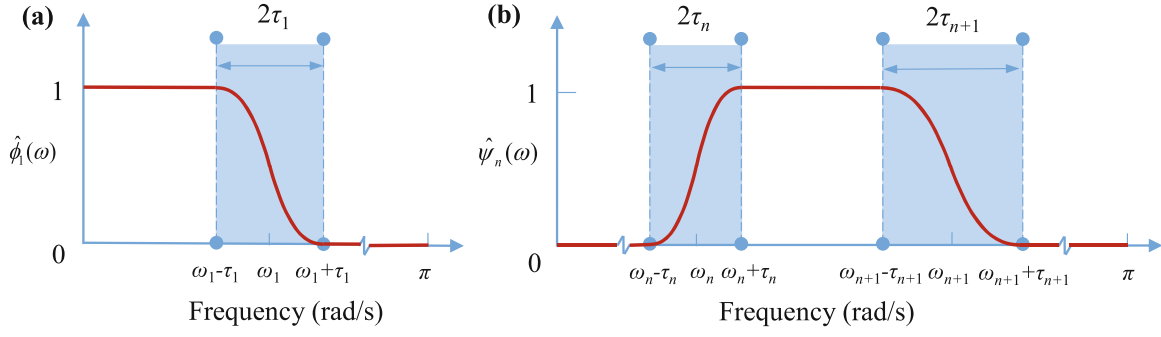 (a)
2τ₁
1
ϕ̂₁(ω)
0
ω₁-τ₁ ω₁ ω₁+τ₁ π
Frequency (rad/s)
(b)
2τₙ 2τₙ₊₁
1
ψ̂ₙ(ω)
0
ωₙ-τₙ ωₙ ωₙ+τₙ ωₙ₊₁-τₙ₊₁ ωₙ₊₁ ωₙ₊₁+τₙ₊₁ π
Frequency (rad/s)